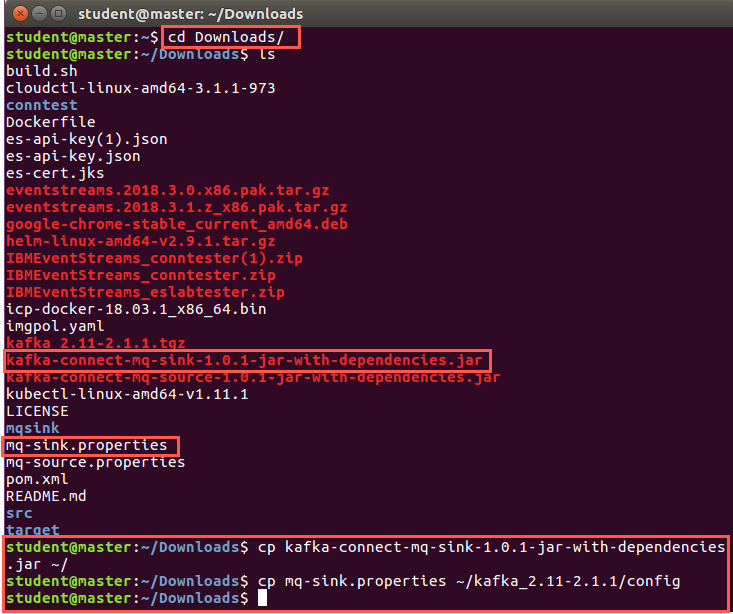 student@master: ~/Downloads
student@master:~$ cd Downloads/
student@master:~/Downloads$ ls
build.sh
cloudctl-linux-amd64-3.1.1-973
conntest
Dockerfile
es-api-key(1).json
es-api-key.json
es-cert.jks
eventstreams.2018.3.0.x86.pak.tar.gz
eventstreams.2018.3.1.z_x86.pak.tar.gz
google-chrome-stable_current_amd64.deb
helm-linux-amd64-v2.9.1.tar.gz
IBMEventStreams_conntester(1).zip
IBMEventStreams_conntester.zip
IBMEventStreams_eslabtester.zip
icp-docker-18.03.1_x86_64.bin
imgpol.yaml
kafka_2.11-2.1.1.tgz
kafka-connect-mq-sink-1.0.1-jar-with-dependencies.jar
kafka-connect-mq-source-1.0.1-jar-with-dependencies.jar
kubectl-linux-amd64-v1.11.1
LICENSE
mqsink
mq-sink.properties
mq-source.properties
pom.xml
README.md
src
target
student@master:~/Downloads$ cp kafka-connect-mq-sink-1.0.1-jar-with-dependencies
.jar ~/
student@master:~/Downloads$ cp mq-sink.properties ~/kafka_2.11-2.1.1/config
student@master:~/Downloads$